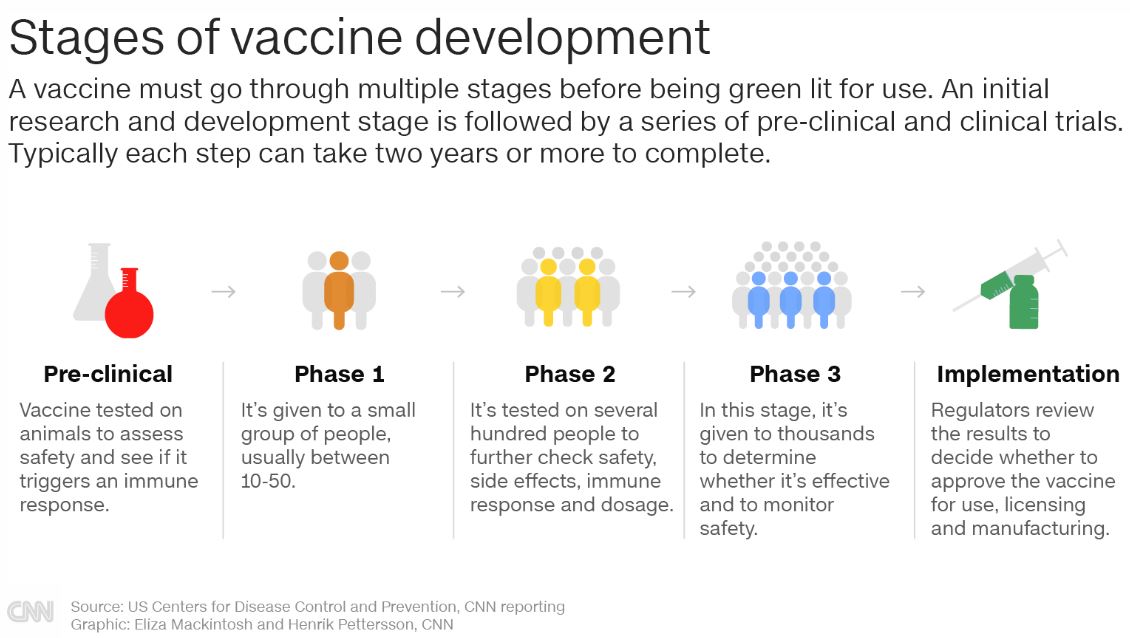 Stages of vaccine development
A vaccine must go through multiple stages before being green lit for use. An initial
research and development stage is followed by a series of pre-clinical and clinical trials.
Typically each step can take two years or more to complete.
Pre-clinical
Vaccine tested on
animals to assess
safety and see if it
triggers an immune
response.
Phase 1
It's given to a small
group of people,
usually between
10-50.
Phase 2
It's tested on several
hundred people to
further check safety,
side effects, immune
response and dosage.
Phase 3
In this stage, it's
given to thousands
to determine
whether it's effective
and to monitor
safety.
Implementation
Regulators review
the results to
decide whether to
approve the vaccine
for use, licensing
and manufacturing.
CNN
Source: US Centers for Disease Control and Prevention, CNN reporting
Graphic: Elíza Mackintosh and Henrik Pettersson, CNN